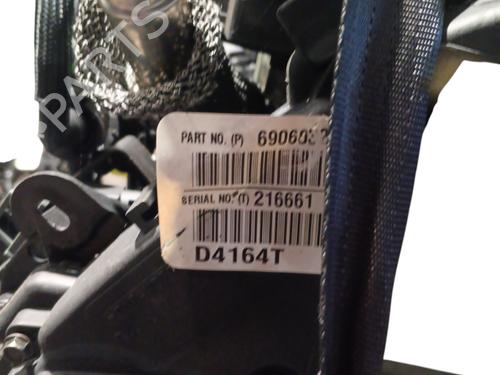 PARTS
PART NO. (P) 690603
SERIAL NO. (T) 216661
D4164T